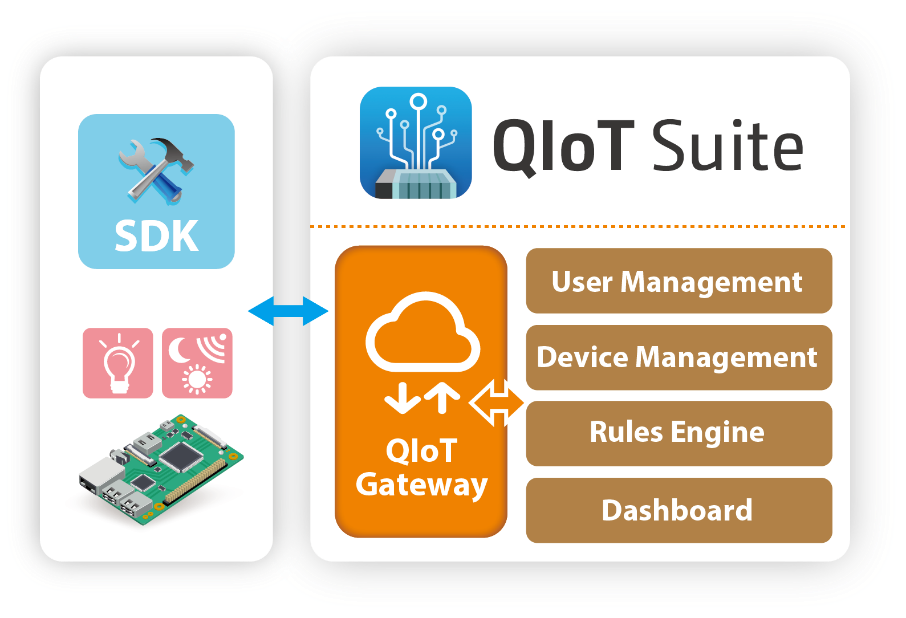 SDK
QIoT Suite
QIoT
Gateway
User Management
Device Management
Rules Engine
Dashboard